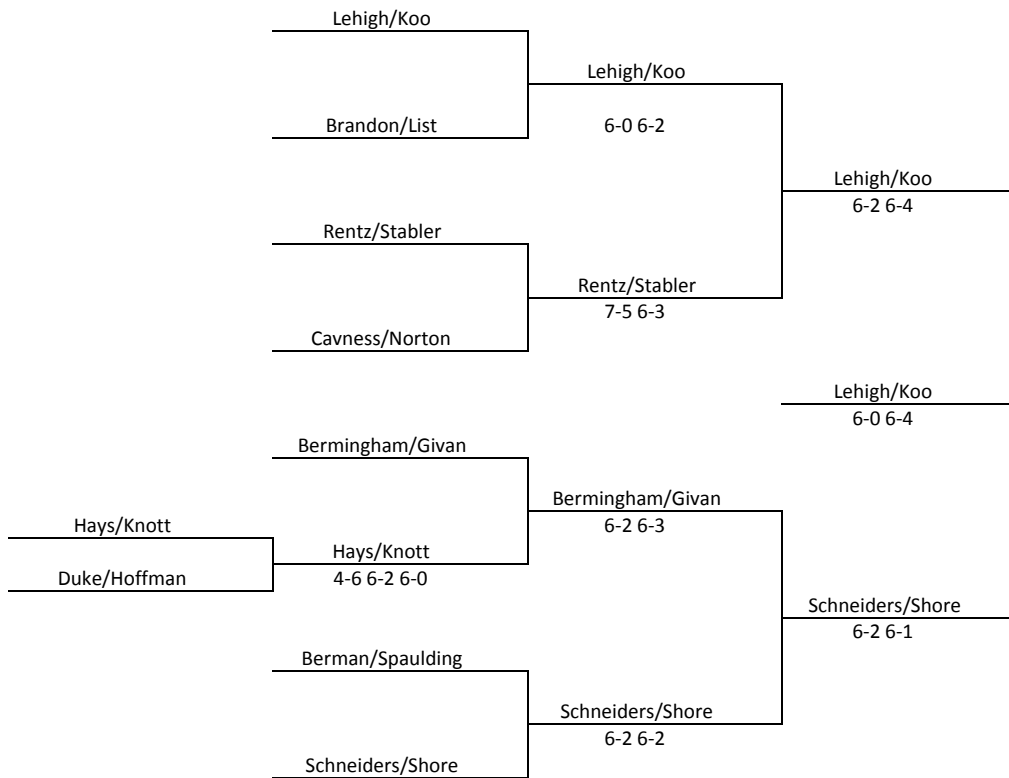 Lehigh/Koo
Lehigh/Koo
Brandon/List
6-0 6-2
Lehigh/Koo
6-2 6-4
Rentz/Stabler
Rentz/Stabler
7-5 6-3
Cavness/Norton
Lehigh/Koo
6-0 6-4
Bermingham/Givan
Bermingham/Givan
6-2 6-3
Hays/Knott
Hays/Knott
4-6 6-2 6-0
Duke/Hoffman
Schneiders/Shore
6-2 6-1
Berman/Spaulding
Schneiders/Shore
6-2 6-2
Schneiders/Shore